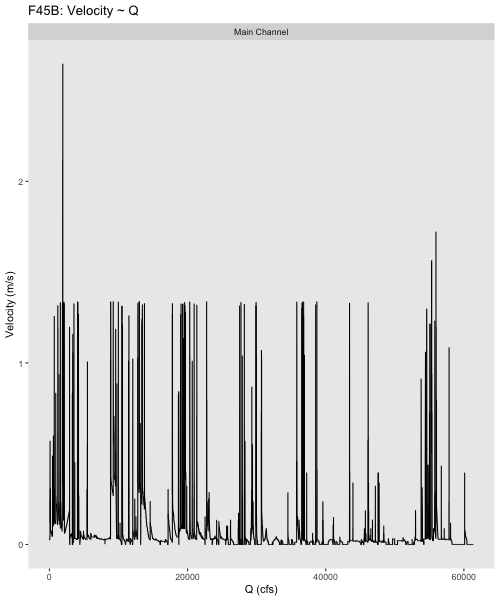 F45B: Velocity ~ Q
Main Channel
2
1
0
Velocity (m/s)
0 20000 40000 60000
Q (cfs)